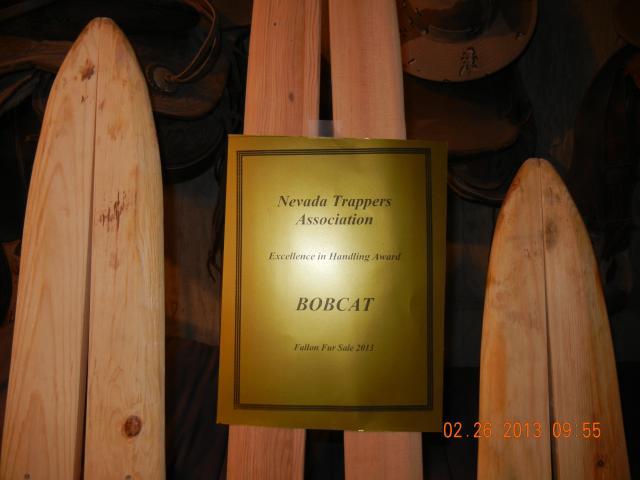 Nevada Trappers
Association
Excellence in Handling Award
BOBCAT
Fallon Fur Sale 2013
02.26.2013 09:55